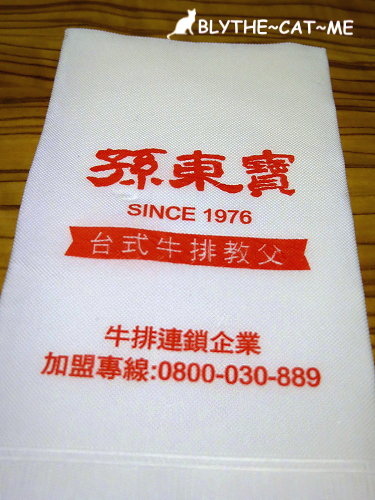 BLYTHE~CAT~ME
孫東寶
SINCE 1976
台式牛排教父
牛排連鎖企業
加盟專線:0800-030-889